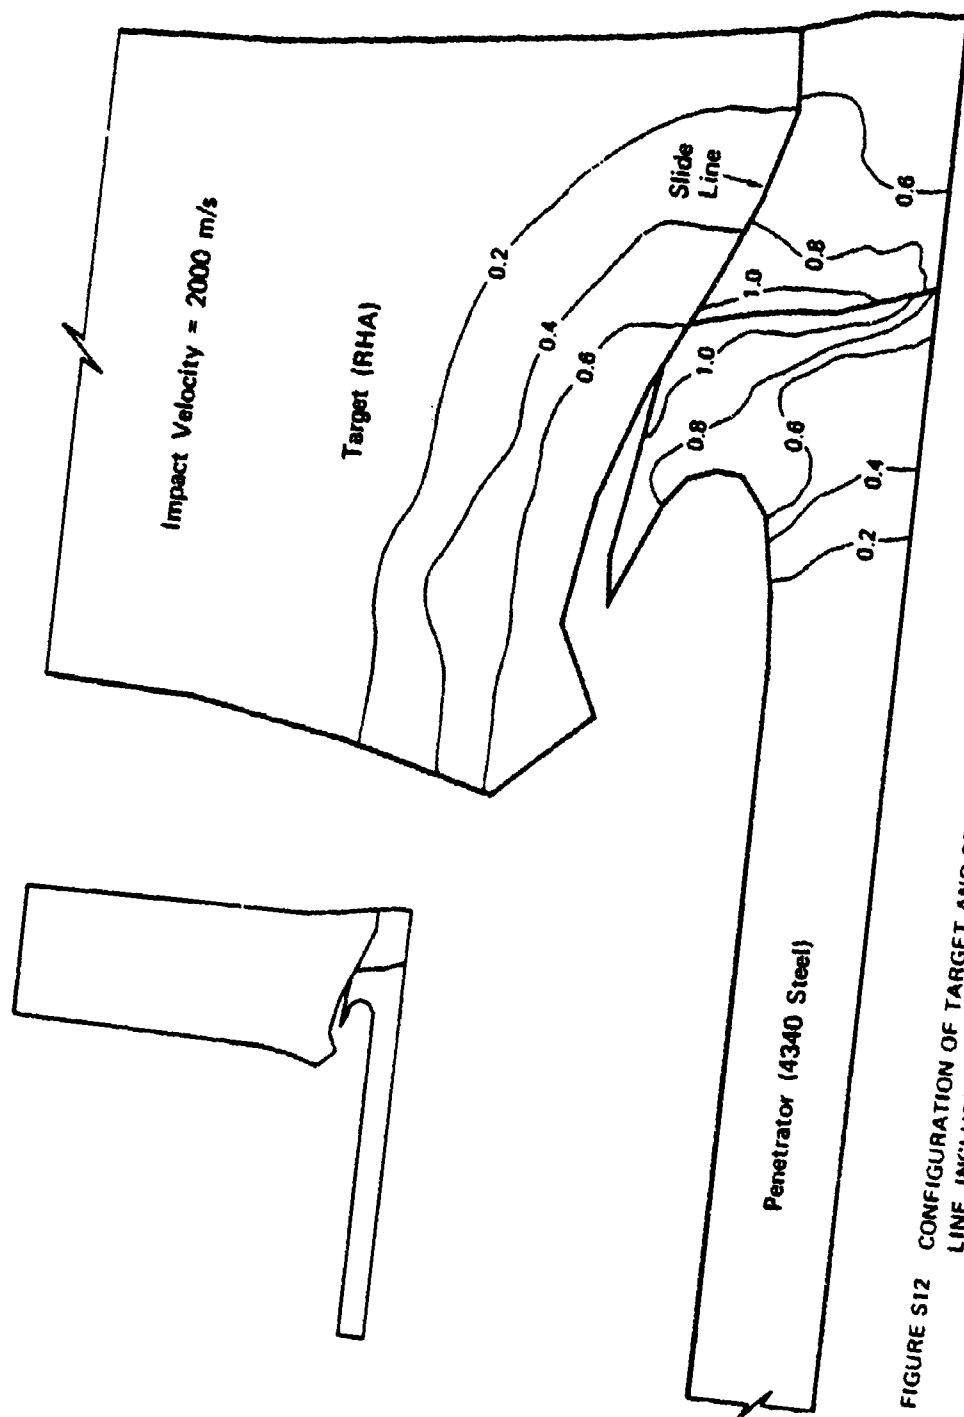 Impact Velocity = 2000 m/s
Target (RHA)
0.2
0.4
0.6
Slide
Line
0.6
0.8
1.0
1.0
0.8
0.6
0.4
0.2
Penetrator (4340 Steel)
FIGURE S12 CONFIGURATION OF TARGET AND
LINE